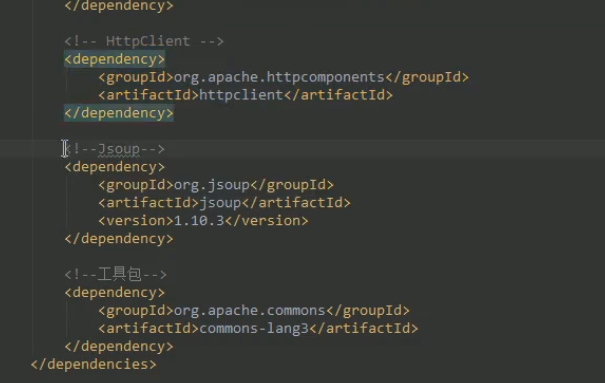 </dependency>
<!-- HttpClient -->
<dependency>
<groupId>org.apache.httpcomponents</groupId>
<artifactId>httpclient</artifactId>
</dependency>
<!--Jsoup-->
<dependency>
<groupId>org.jsoup</groupId>
<artifactId>jsoup</artifactId>
<version>1.10.3</version>
</dependency>
<!--工具包-->
<dependency>
<groupId>org.apache.commons</groupId>
<artifactId>commons-lang3</artifactId>
</dependency>
</dependencies>